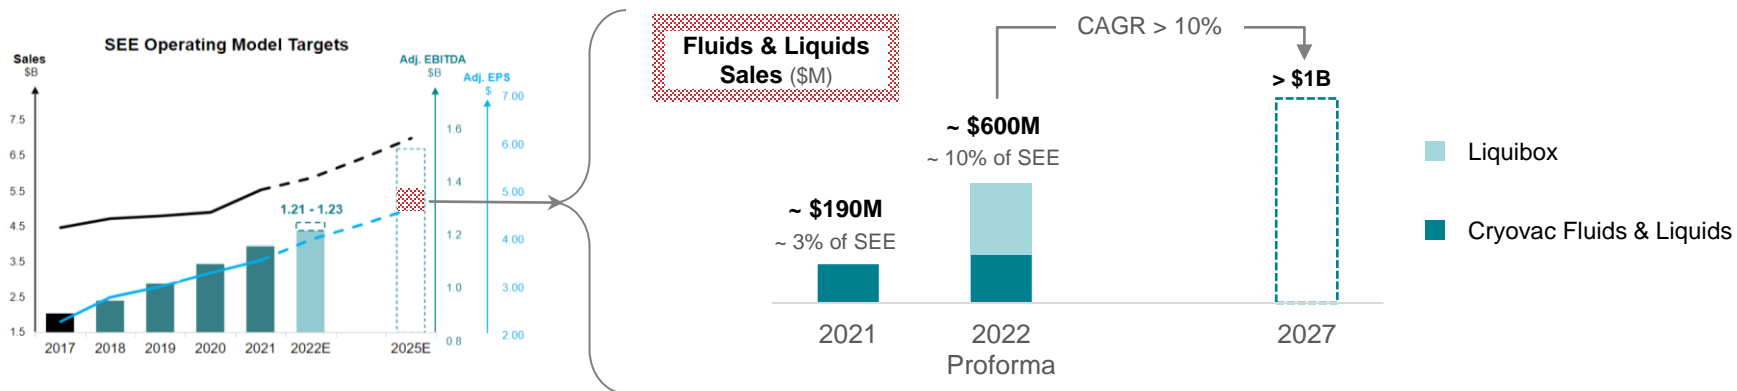 SEE Operating Model Targets
Sales
$B
Adj. EBITDA
$B
Adj. EPS
$
7.5
6.5
5.5
4.5
3.5
2.5
1.5
1.21 - 1.23
1.6
1.4
1.2
1.0
0.8
7.00
6.00
5.00
4.00
3.00
2.00
2017 2018 2019 2020 2021 2022E 2025E
Fluids & Liquids
Sales ($M)
CAGR > 10%
~ $190M
~ 3% of SEE
~ $600M
~ 10% of SEE
> $1B
2021 2022 2027
Proforma
Liquibox
Cryovac Fluids & Liquids